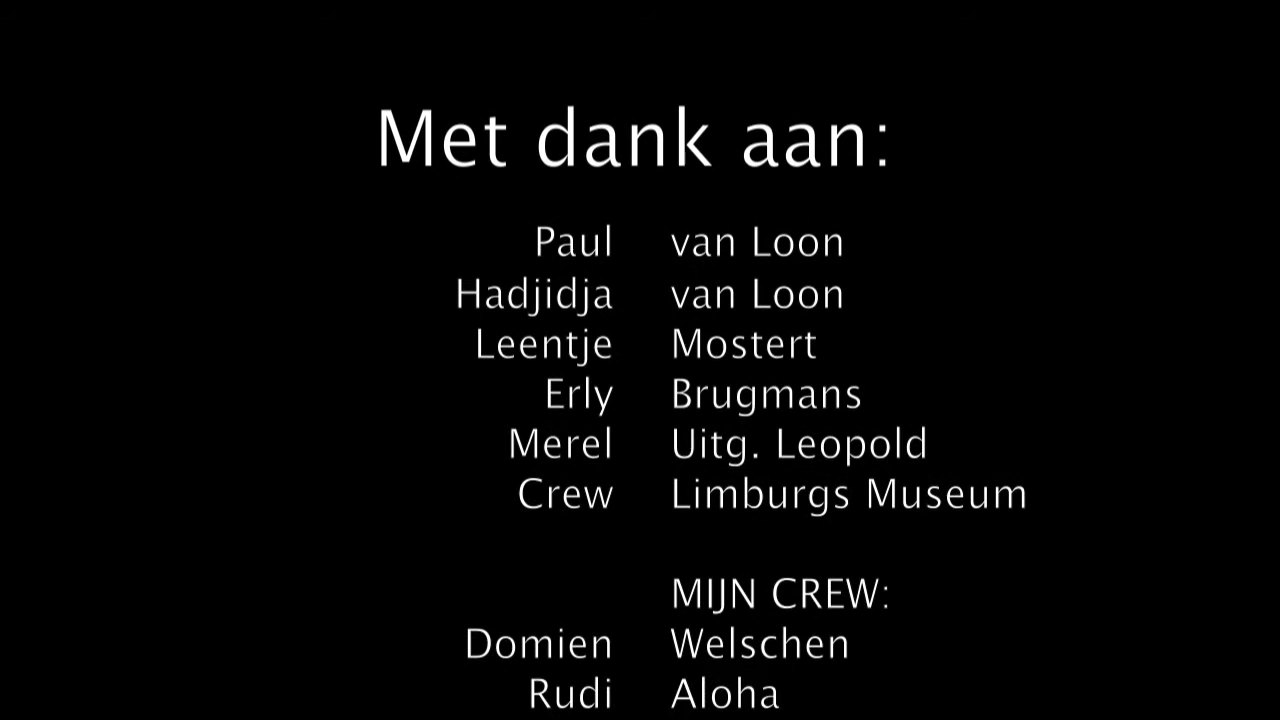 Met dank aan:
Paul van Loon
Hadjidja van Loon
Leentje Mostert
Erly Brugmans
Merel Uitg. Leopold
Crew Limburgs Museum
MIJN CREW:
Domien Welschen
Rudi Aloha